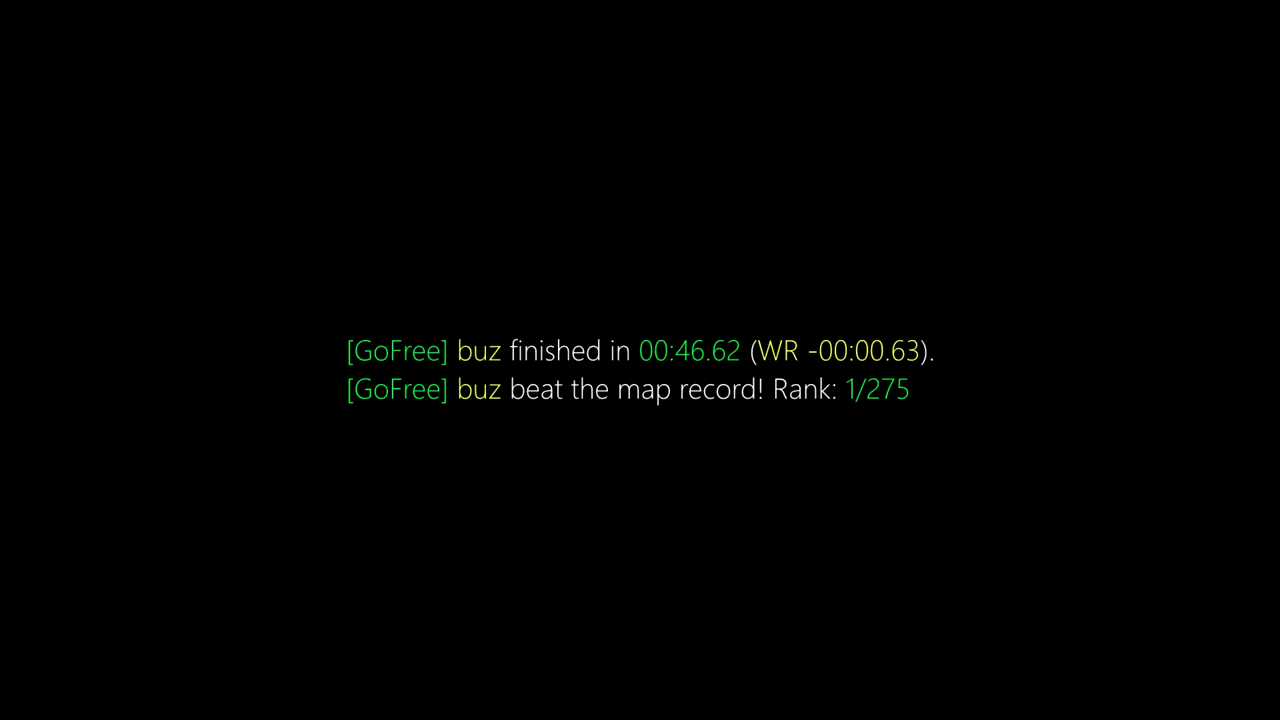 [GoFree] buz finished in 00:46.62 (WR -00:00.63).
[GoFree] buz beat the map record! Rank: 1/275